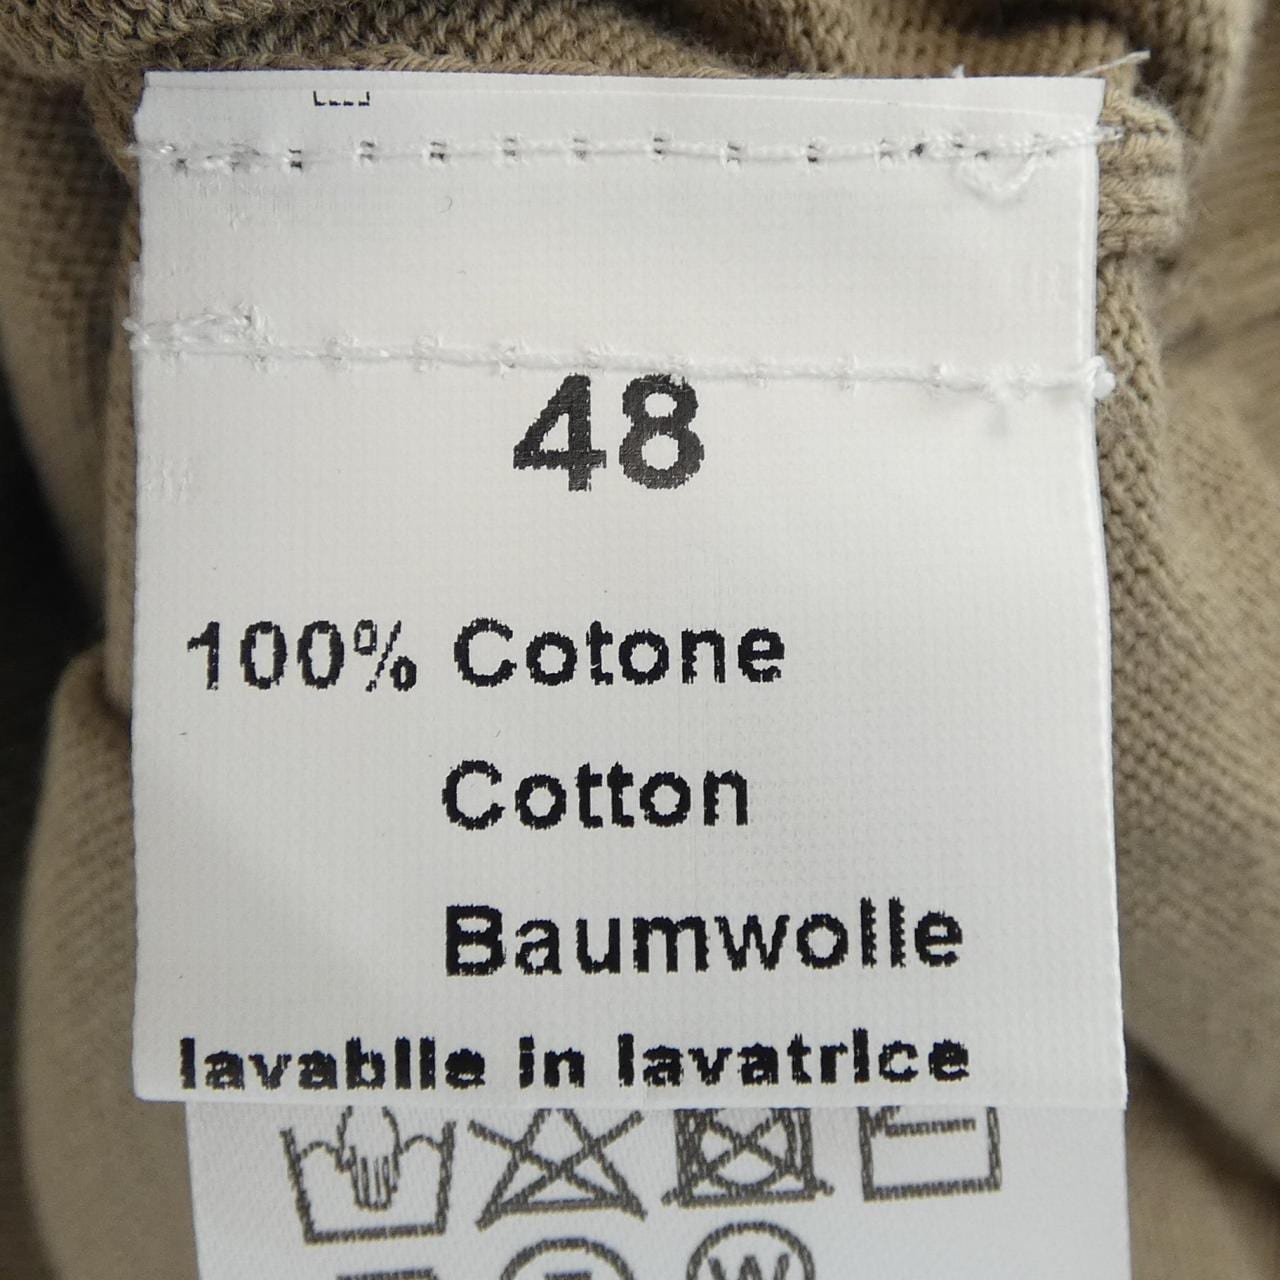 48
100% Cotone
Cotton
Baumwolle
lavabile in lavatrice
W